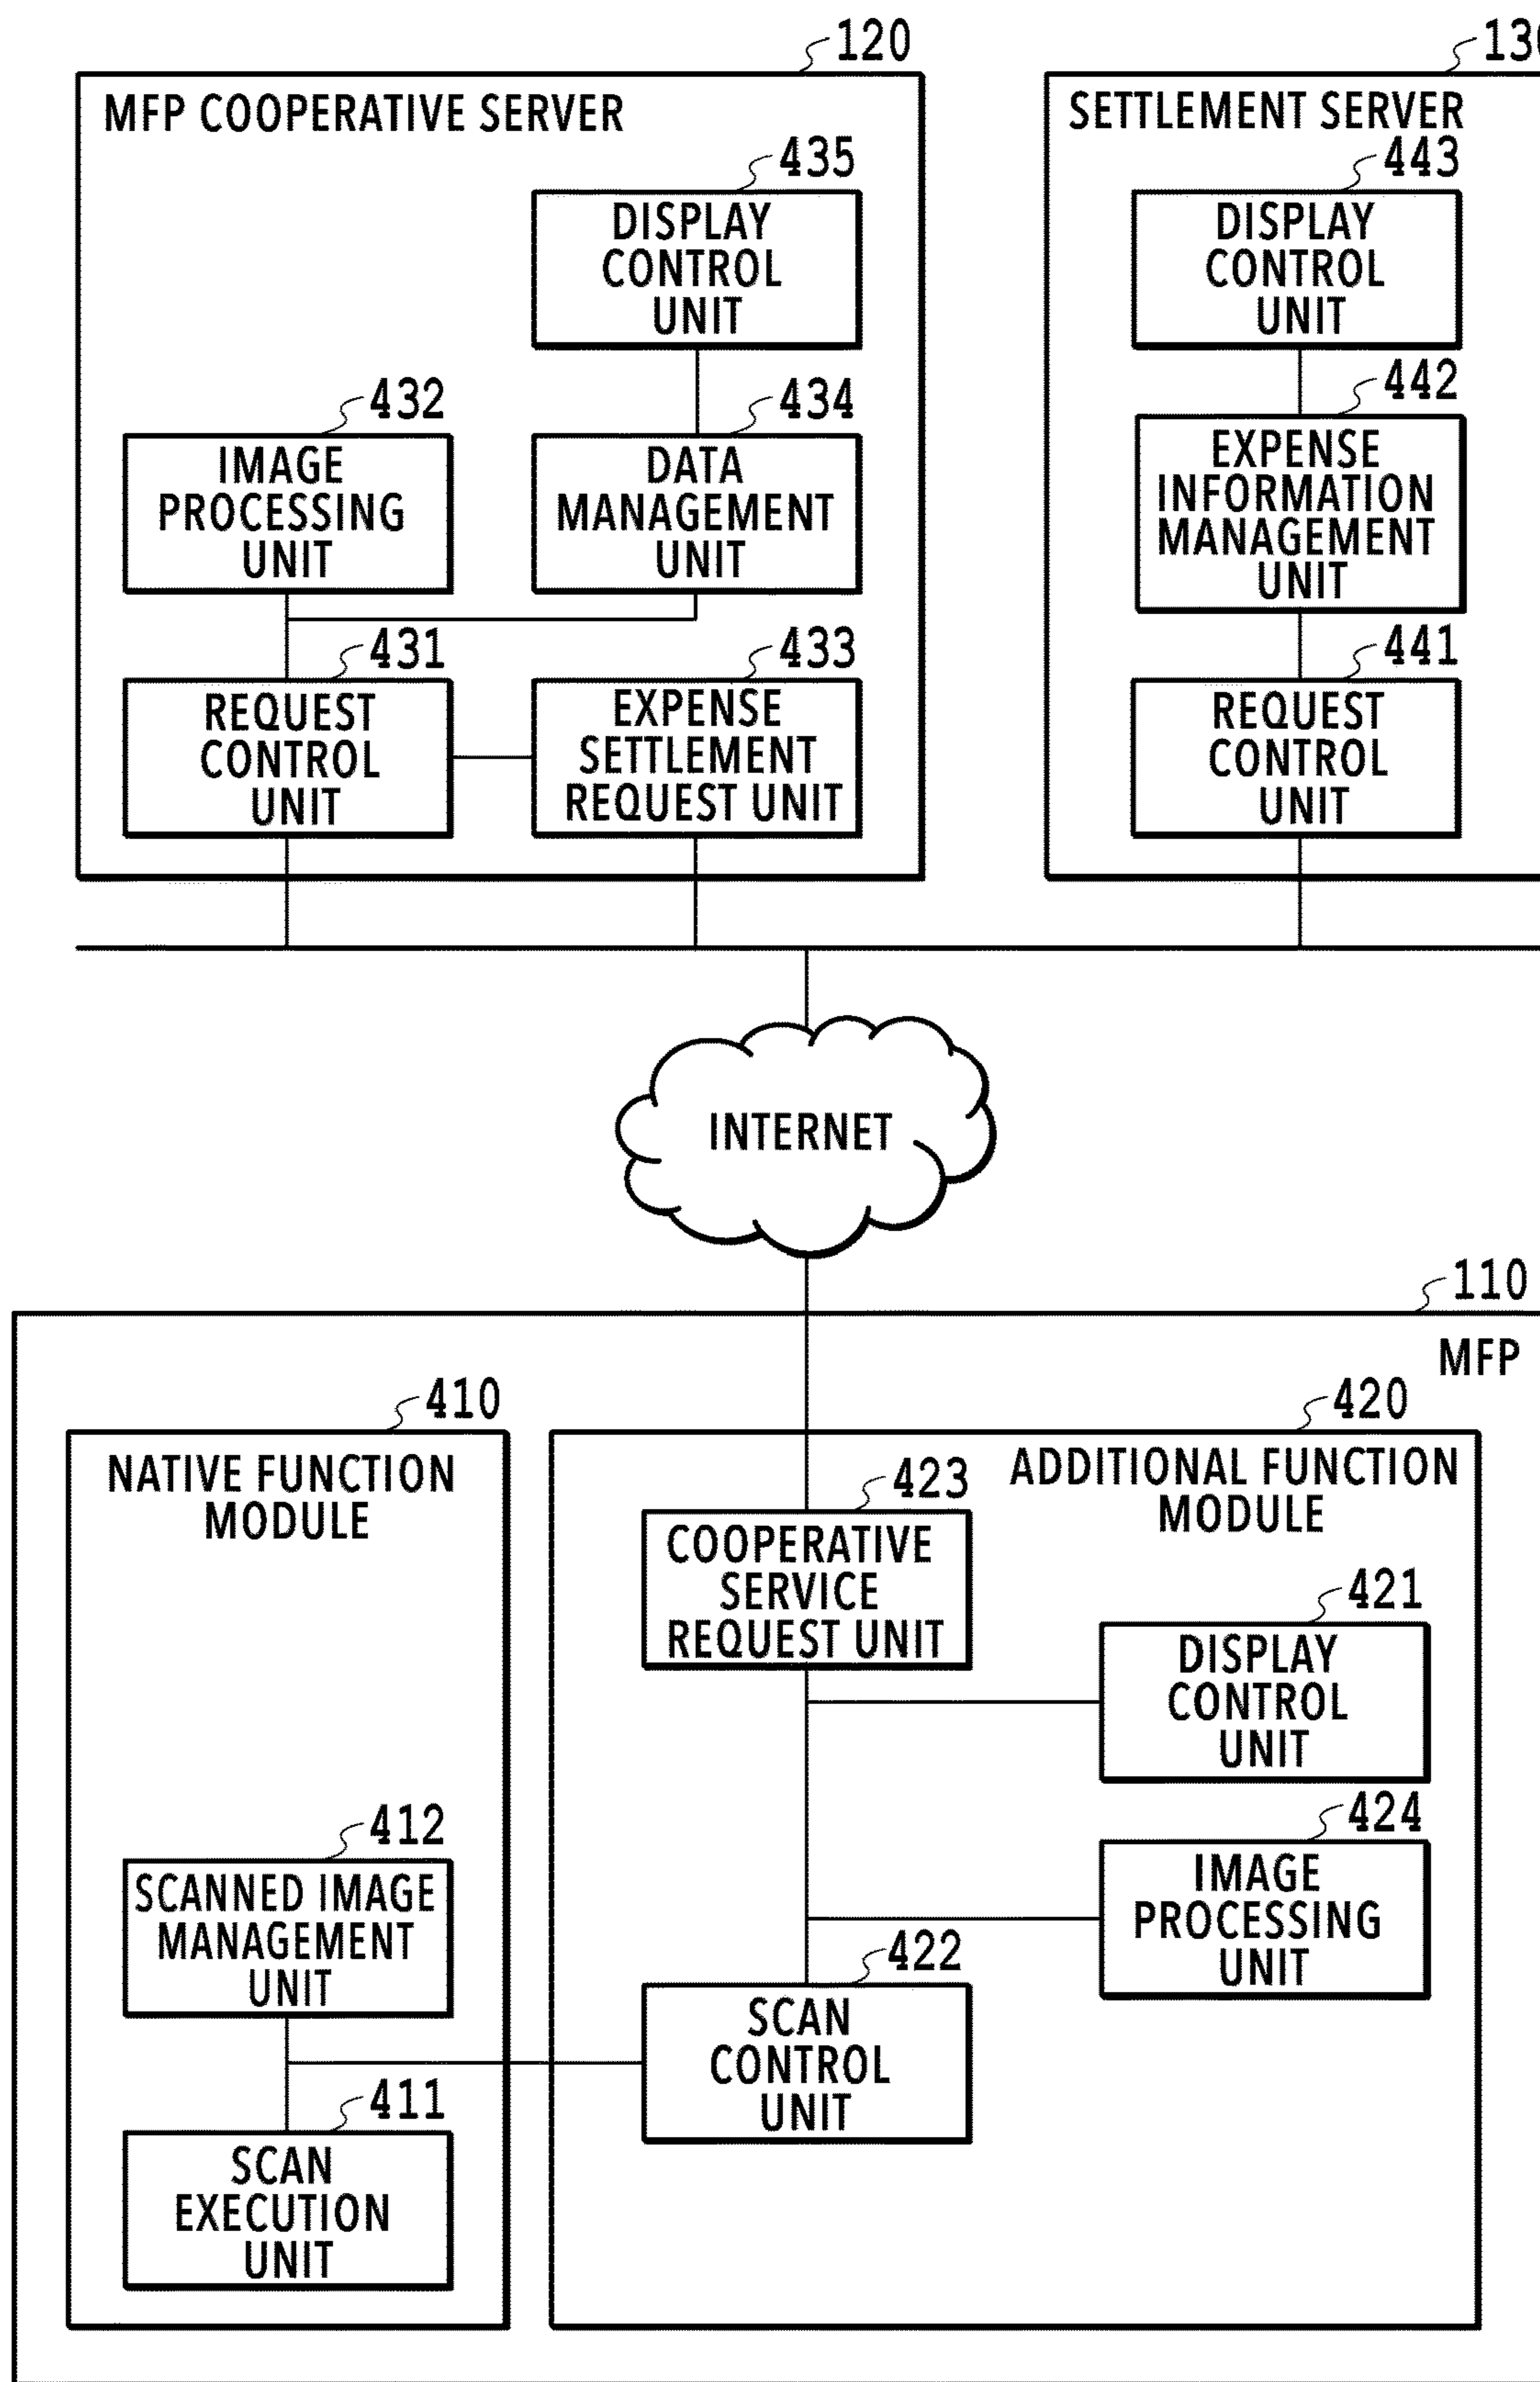 120
MFP COOPERATIVE SERVER
435
DISPLAY
CONTROL
UNIT
432
IMAGE
PROCESSING
UNIT
434
DATA
MANAGEMENT
UNIT
431
REQUEST
CONTROL
UNIT
433
EXPENSE
SETTLEMENT
REQUEST UNIT
SETTLEMENT SERVER
443
DISPLAY
CONTROL
UNIT
442
EXPENSE
INFORMATION
MANAGEMENT
UNIT
441
REQUEST
CONTROL
UNIT
INTERNET
110
MFP
410
NATIVE FUNCTION
MODULE
412
SCANNED IMAGE
MANAGEMENT
UNIT
411
SCAN
EXECUTION
UNIT
420
ADDITIONAL FUNCTION
MODULE
423
COOPERATIVE
SERVICE
REQUEST UNIT
421
DISPLAY
CONTROL
UNIT
424
IMAGE
PROCESSING
UNIT
422
SCAN
CONTROL
UNIT